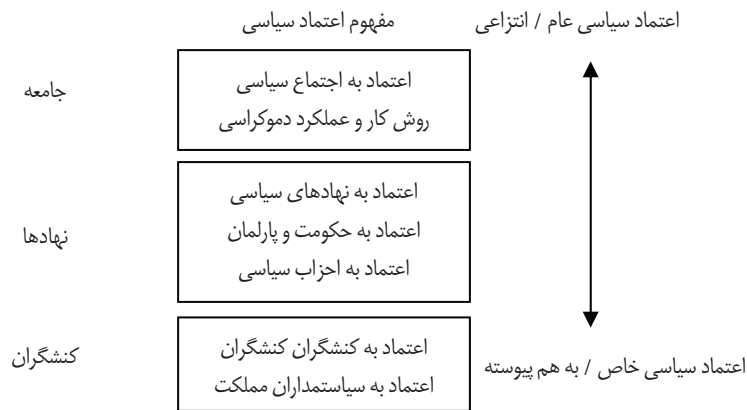 اعتماد سیاسی عام / انتزاعی
مفهوم اعتماد سیاسی
جامعه
اعتماد به اجتماع سیاسی
روش کار و عملکرد دموکراسی
نهادها
اعتماد به نهادهای سیاسی
اعتماد به حکومت و پارلمان
اعتماد به احزاب سیاسی
کنشگران
اعتماد به کنشگران کنشگران
اعتماد به سیاستمداران مملکت
اعتماد سیاسی خاص / به هم پیوسته